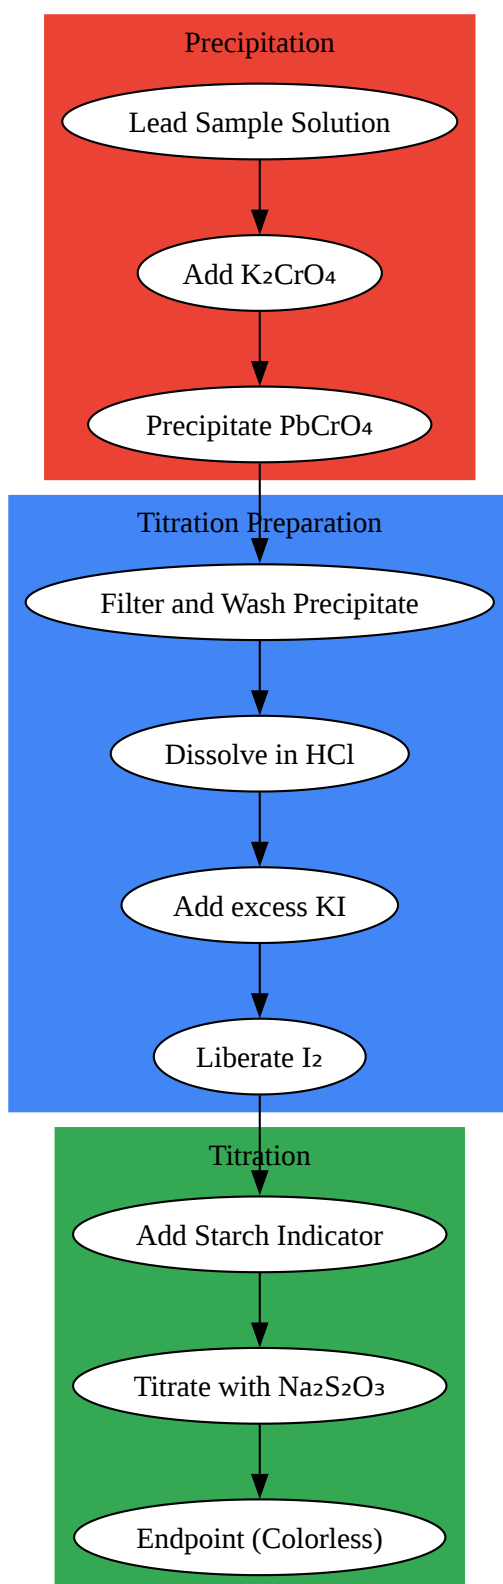 Precipitation
Lead Sample Solution
Add K₂CrO₄
Precipitate PbCrO₄
Titration Preparation
Filter and Wash Precipitate
Dissolve in HCl
Add excess KI
Liberate I₂
Titration
Add Starch Indicator
Titrate with Na₂S₂O₃
Endpoint (Colorless)